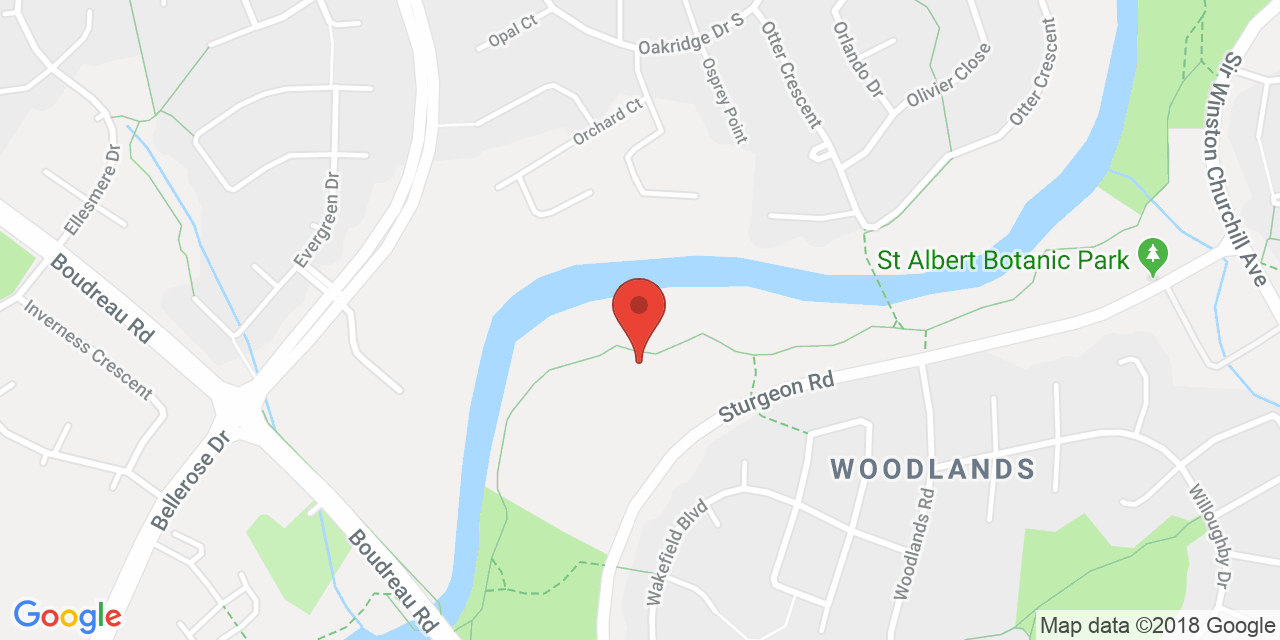 Opal Ct
Oakridge Dr S
Otter Crescent
Orlando Dr
Olivier Close
Otter Crescent
Osprey Point
Orchard Ct
Sir Winston Churchill Ave
Ellesmere Dr
Evergreen Dr
St Albert Botanic Park
Boudreau Rd
Inverness Crescent
Sturgeon Rd
Bellerose Dr
WOODLANDS
Woodlands Rd
Willoughby Dr
Wakefield Blvd
Boudreau Rd
Google
Map data ©2018 Google